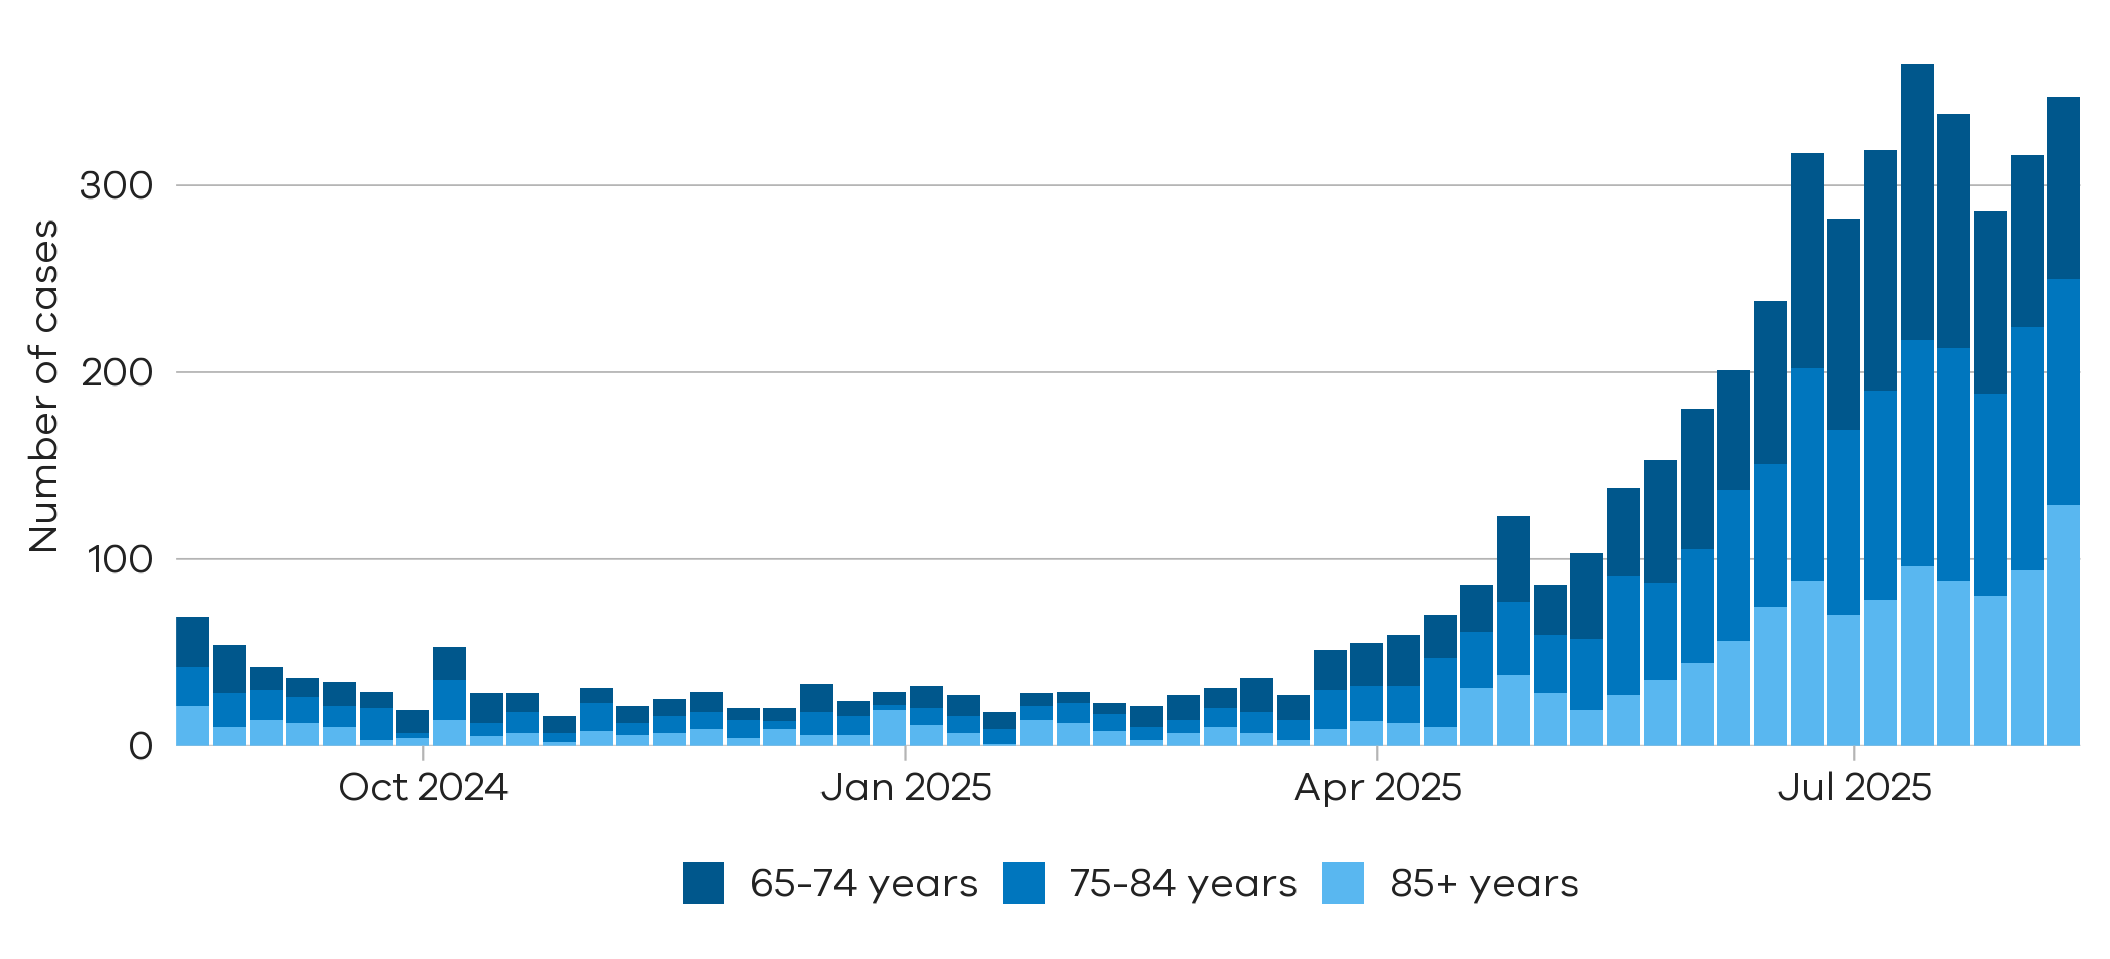 Number of cases
300
200
100
0
Oct 2024
Jan 2025
Apr 2025
Jul 2025
65-74 years
75-84 years
85+ years